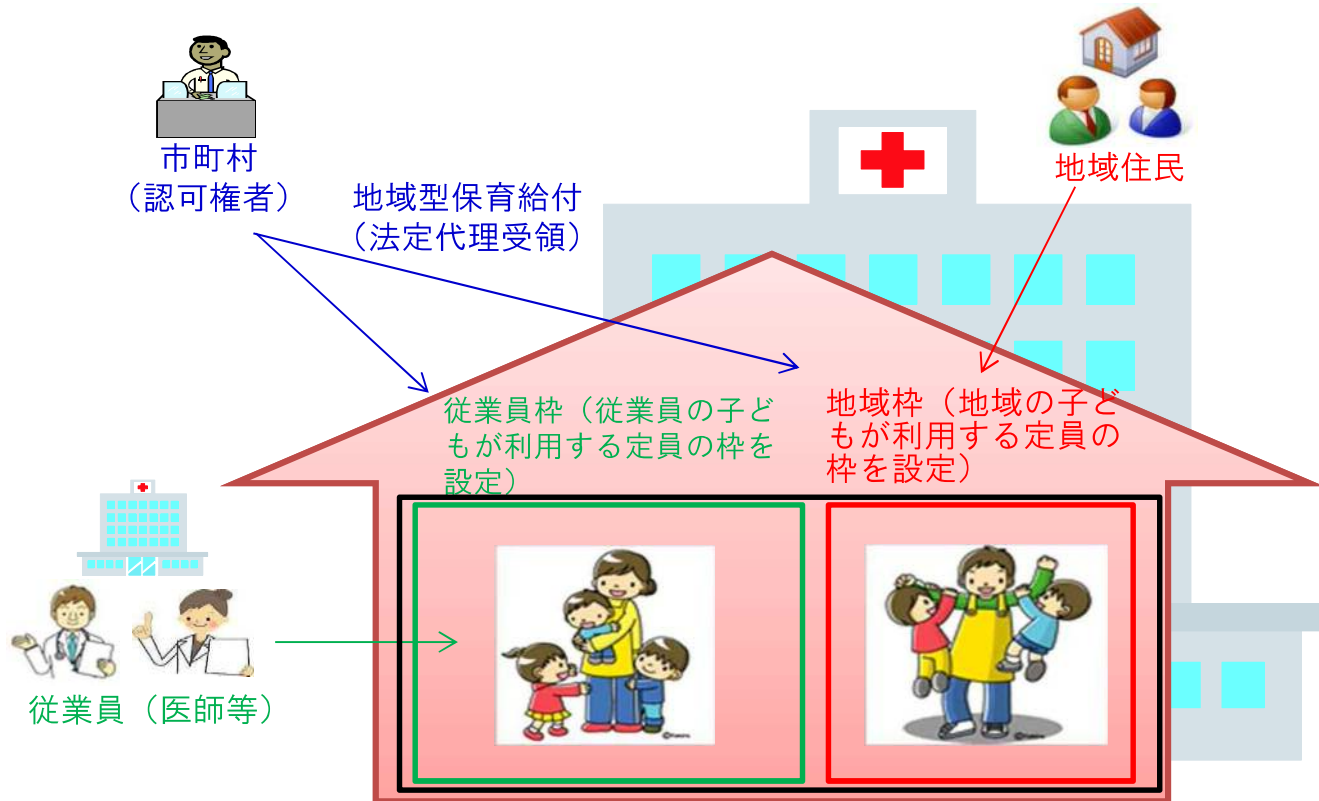 市町村
（認可権者）
地域型保育給付
（法定代理受領）
地域住民
従業員枠（従業員の子ど
もが利用する定員の枠を
設定）
地域枠（地域の子ど
もが利用する定員の
枠を設定）
従業員（医師等）